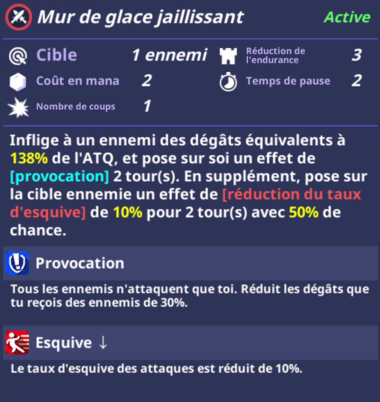 Mur de glace jaillissant Active
Cible 1 ennemi Réduction de l'endurance 3
Coût en mana 2 Temps de pause 2
Nombre de coups 1
Inflige à un ennemi des dégâts équivalents à
138% de l'ATQ, et pose sur soi un effet de
[provocation] 2 tour(s). En supplément, pose sur
la cible ennemie un effet de [réduction du taux
d'esquive] de 10% pour 2 tour(s) avec 50% de
chance.
Provocation
Tous les ennemis n'attaquent que toi. Réduit les dégâts que
tu reçois des ennemis de 30%.
Esquive ↓
Le taux d'esquive des attaques est réduit de 10%.